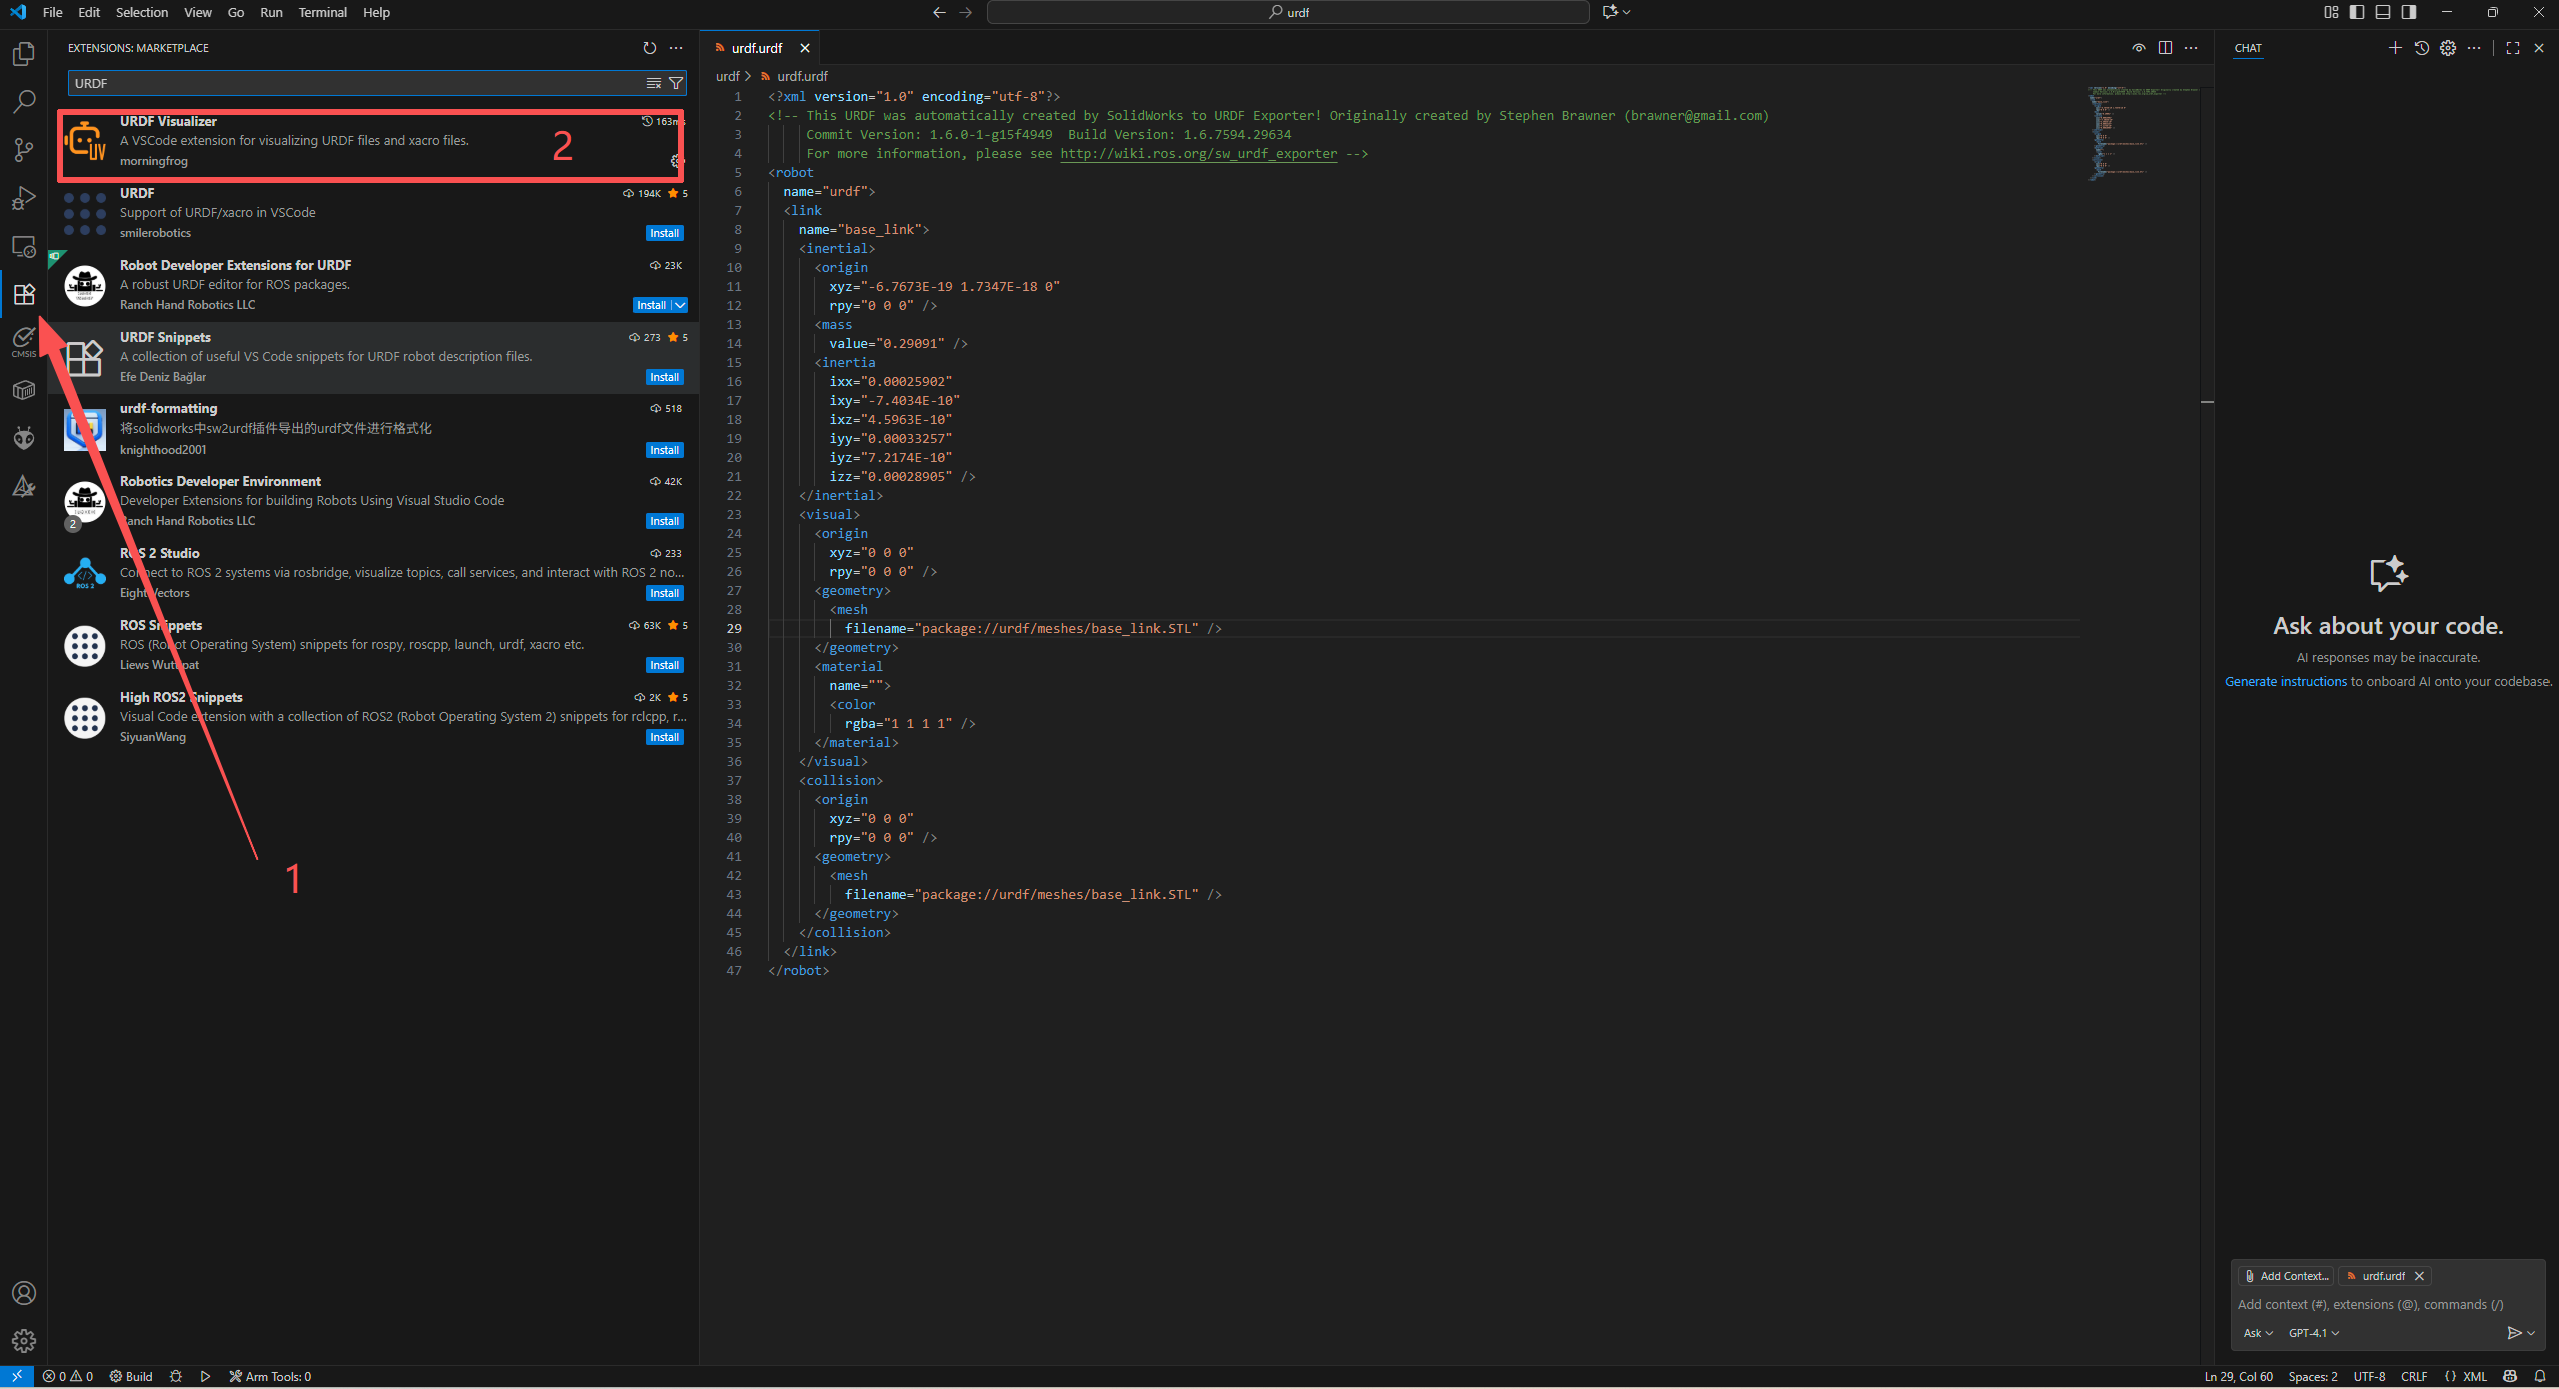 File Edit Selection View Go Run Terminal Help
urdf
EXTENSIONS: MARKETPLACE
URDF
URDF Visualizer 163ms
A VSCode extension for visualizing URDF files and xacro files.
morningfrog
2
URDF 194K 5
Support of URDF/xacro in VSCode
smilerobotics Install
Robot Developer Extensions for URDF 23K
A robust URDF editor for ROS packages.
Ranch Hand Robotics LLC Install
CMSIS
URDF Snippets 273 5
A collection of useful VS Code snippets for URDF robot description files.
Efe Deniz Bağlar Install
urdf-formatting 518
将solidworks中sw2urdf插件导出的urdf文件进行格式化
knighthood2001 Install
Robotics Developer Environment 42K
Developer Extensions for building Robots Using Visual Studio Code
2
Ranch Hand Robotics LLC Install
ROS 2 Studio 233
Connect to ROS 2 systems via rosbridge, visualize topics, call services, and interact with ROS 2 no...
ROS 2
EightVectors Install
ROS Snippets 63K 5
ROS (Robot Operating System) snippets for rospy, roscpp, launch, urdf, xacro etc.
Liews Wuttipat Install
High ROS2 Snippets 2K 5
Visual Code extension with a collection of ROS2 (Robot Operating System 2) snippets for rclcpp, r...
SiyuanWang Install
1
urdf.urdf
urdf > urdf.urdf
1 <?xml version="1.0" encoding="utf-8"?>
2 <!-- This URDF was automatically created by SolidWorks to URDF Exporter! Originally created by Stephen Brawner (brawner@gmail.com)
3 Commit Version: 1.6.0-1-g15f4949 Build Version: 1.6.7594.29634
4 For more information, please see http://wiki.ros.org/sw_urdf_exporter -->
5 <robot
6 name="urdf">
7 <link
8 name="base_link">
9 <inertial>
10 <origin
11 xyz="-6.7673E-19 1.7347E-18 0"
12 rpy="0 0 0" />
13 <mass
14 value="0.29091" />
15 <inertia
16 ixx="0.00025902"
17 ixy="-7.4034E-10"
18 ixz="4.5963E-10"
19 iyy="0.00033257"
20 iyz="7.2174E-10"
21 izz="0.00028905" />
22 </inertial>
23 <visual>
24 <origin
25 xyz="0 0 0"
26 rpy="0 0 0" />
27 <geometry>
28 <mesh
29 filename="package://urdf/meshes/base_link.STL" />
30 </geometry>
31 <material
32 name="">
33 <color
34 rgba="1 1 1 1" />
35 </material>
36 </visual>
37 <collision>
38 <origin
39 xyz="0 0 0"
40 rpy="0 0 0" />
41 <geometry>
42 <mesh
43 filename="package://urdf/meshes/base_link.STL" />
44 </geometry>
45 </collision>
46 </link>
47 </robot>
CHAT
Ask about your code.
AI responses may be inaccurate.
Generate instructions to onboard AI onto your codebase.
Add Context... urdf.urdf
Add context (#), extensions (@), commands (/)
Ask GPT-4.1
0 0 Build Arm Tools: 0
Ln 29, Col 60 Spaces: 2 UTF-8 CRLF {} XML